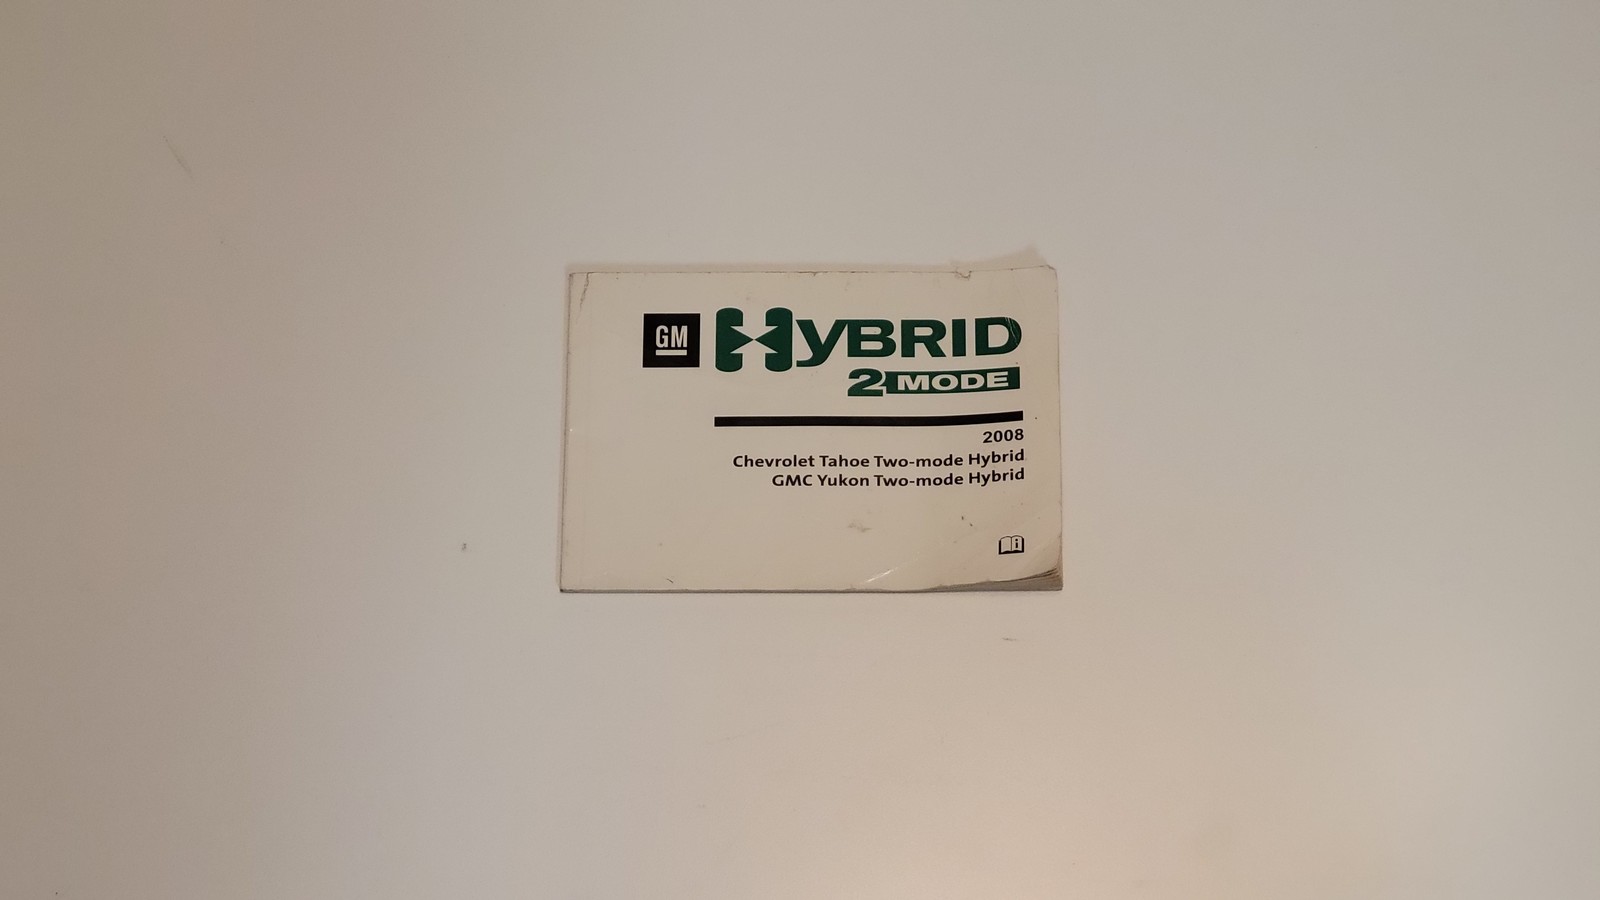 GM HYBRID
2 MODE
2008
Chevrolet Tahoe Two-mode Hybrid
GMC Yukon Two-mode Hybrid
i